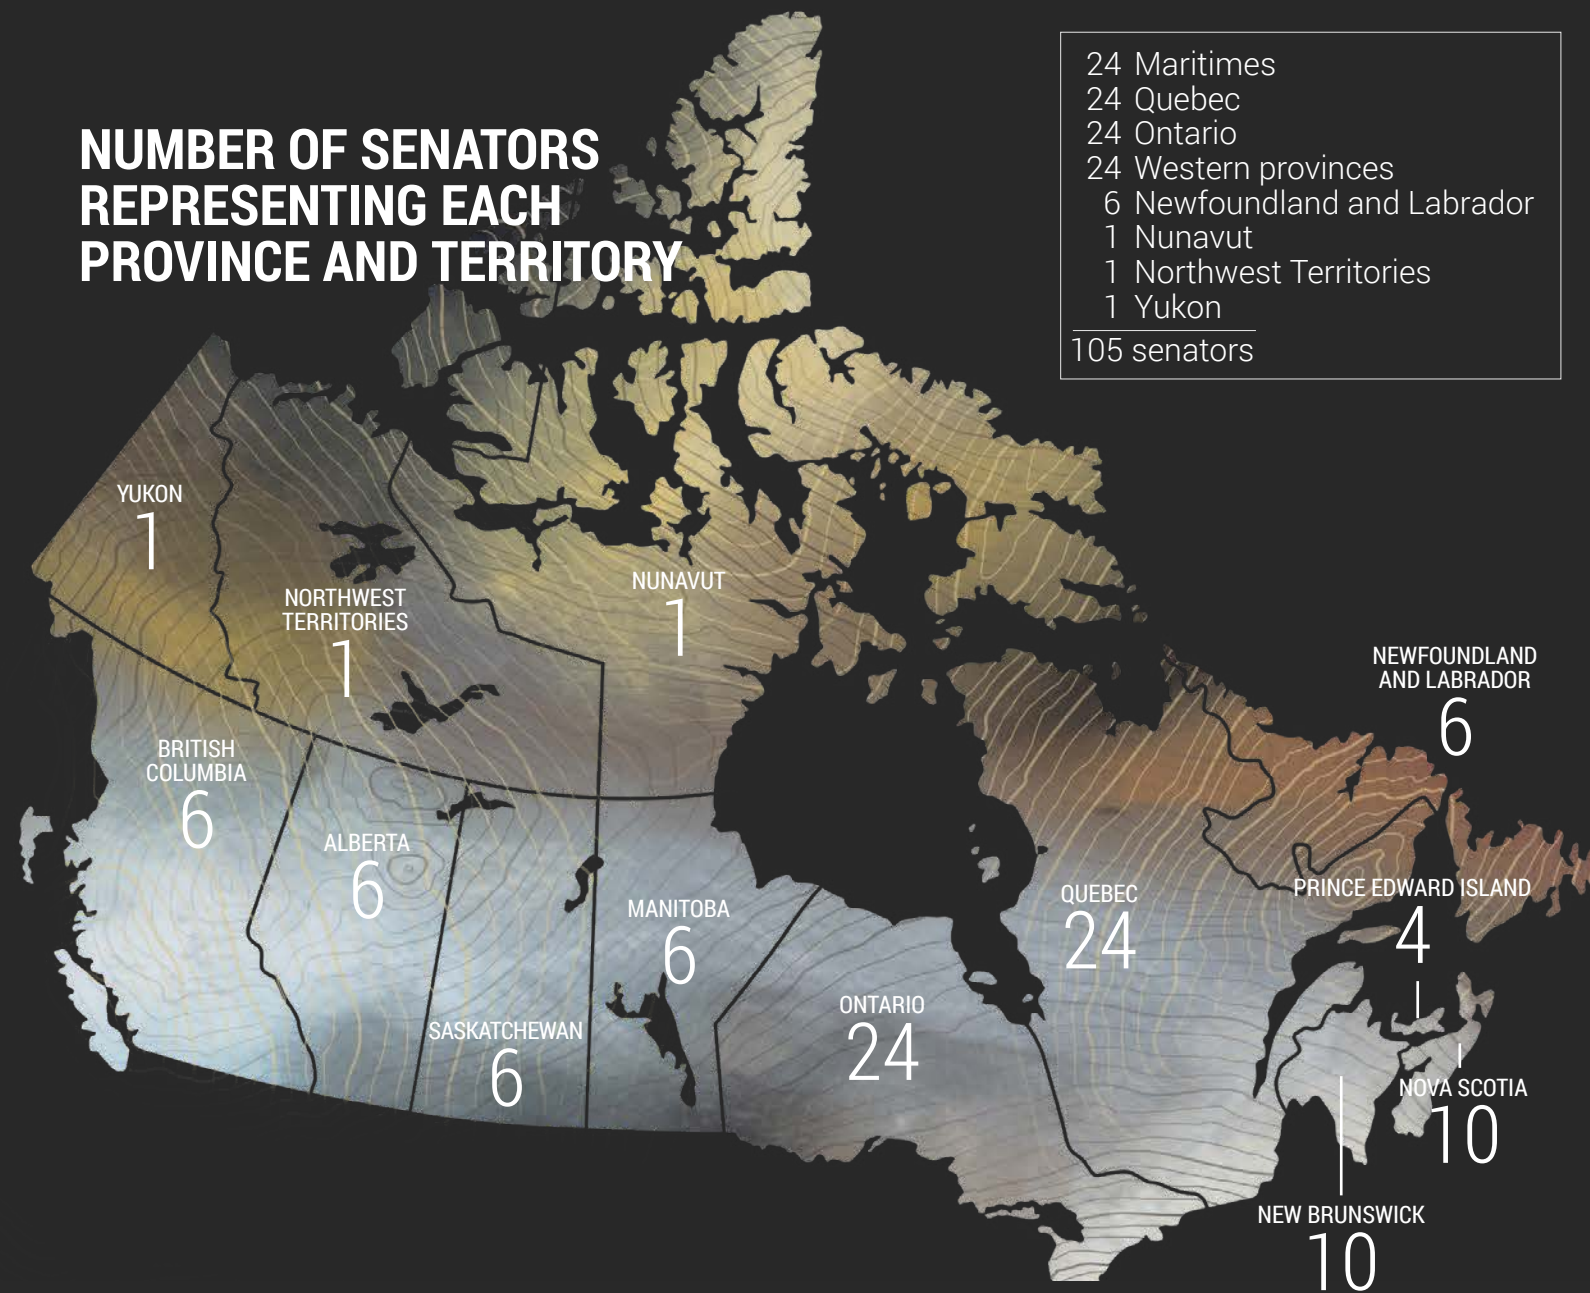 NUMBER OF SENATORS
REPRESENTING EACH
PROVINCE AND TERRITORY
24 Maritimes
24 Quebec
24 Ontario
24 Western provinces
6 Newfoundland and Labrador
1 Nunavut
1 Northwest Territories
1 Yukon
105 senators
YUKON
1
NORTHWEST
TERRITORIES
1
NUNAVUT
1
NEWFOUNDLAND
AND LABRADOR
6
BRITISH
COLUMBIA
6
ALBERTA
6
SASKATCHEWAN
6
MANITOBA
6
ONTARIO
24
QUEBEC
24
PRINCE EDWARD ISLAND
4
NOVA SCOTIA
10
NEW BRUNSWICK
10